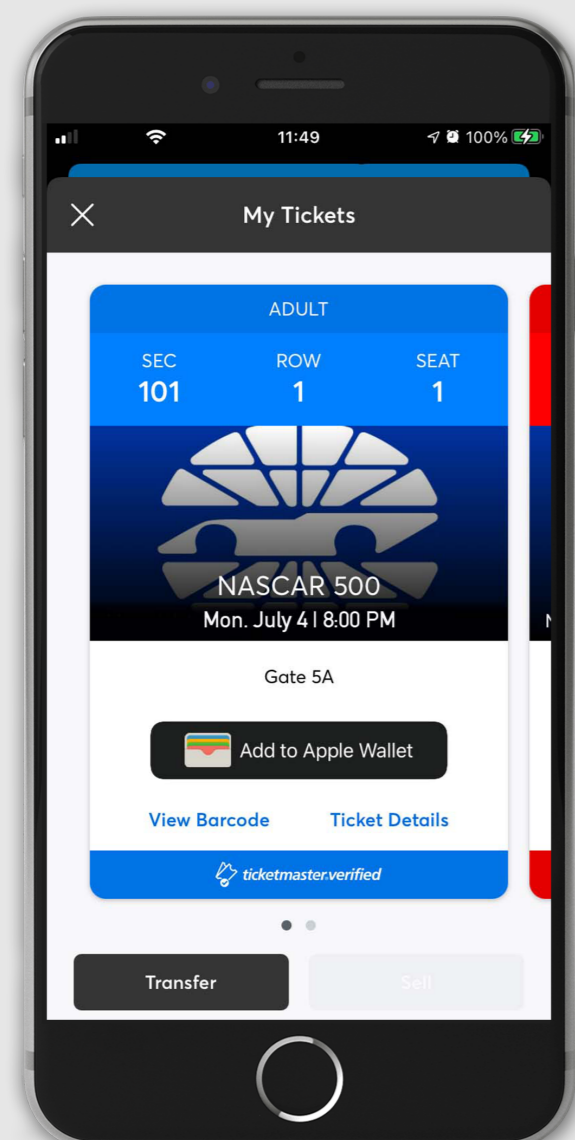 11:49
100%
My Tickets
ADULT
SEC ROW SEAT
101 1 1
NASCAR 500
Mon. July 4 | 8:00 PM
Gate 5A
Add to Apple Wallet
View Barcode Ticket Details
ticketmaster.verified
Transfer Sell